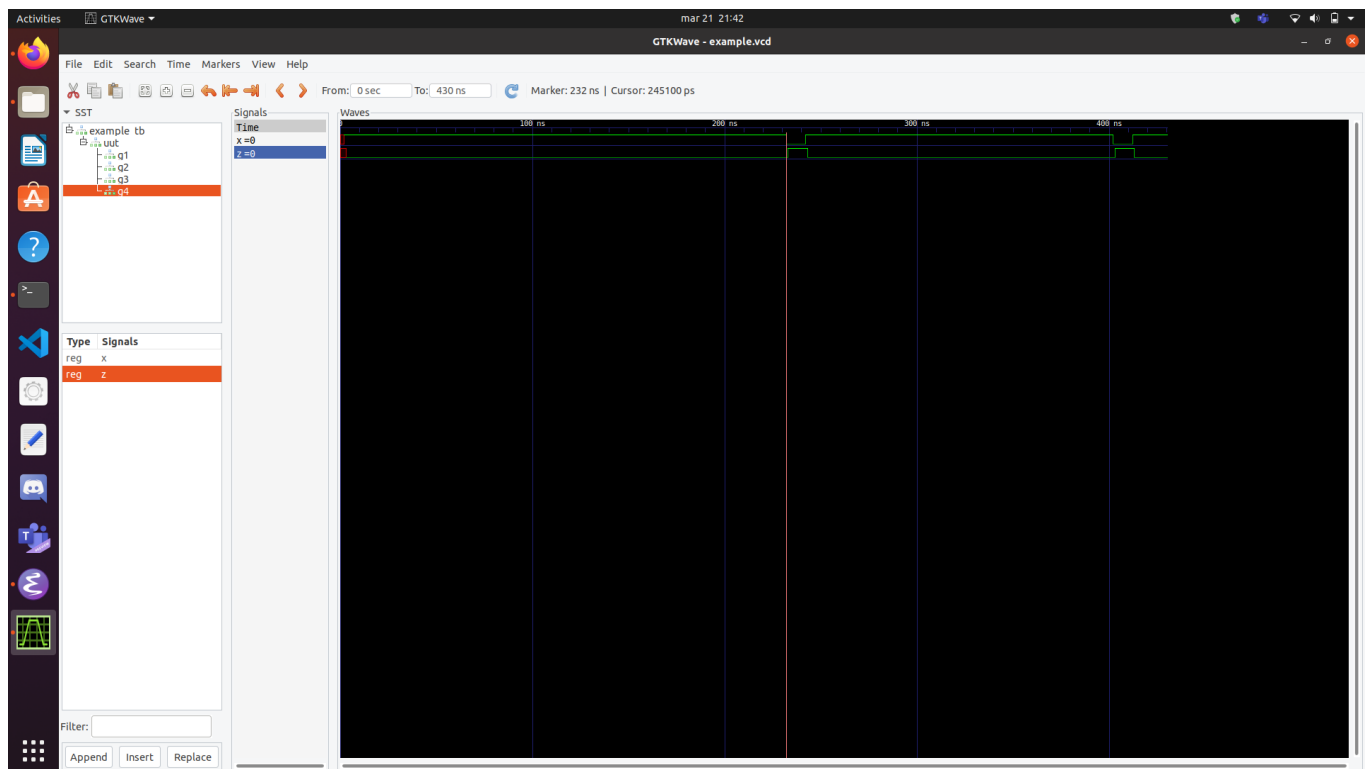 Activities GTKWave mar 21 21:42
GTKWave - example.vcd
File Edit Search Time Markers View Help
From: 0 sec To: 430 ns Marker: 232 ns | Cursor: 245100 ps
SST
example_tb
uut
g1
g2
g3
g4
Type Signals
reg x
reg z
Filter:
Append Insert Replace
Signals
Time
x =0
z =0
Waves
100 ns 200 ns 300 ns 400 ns